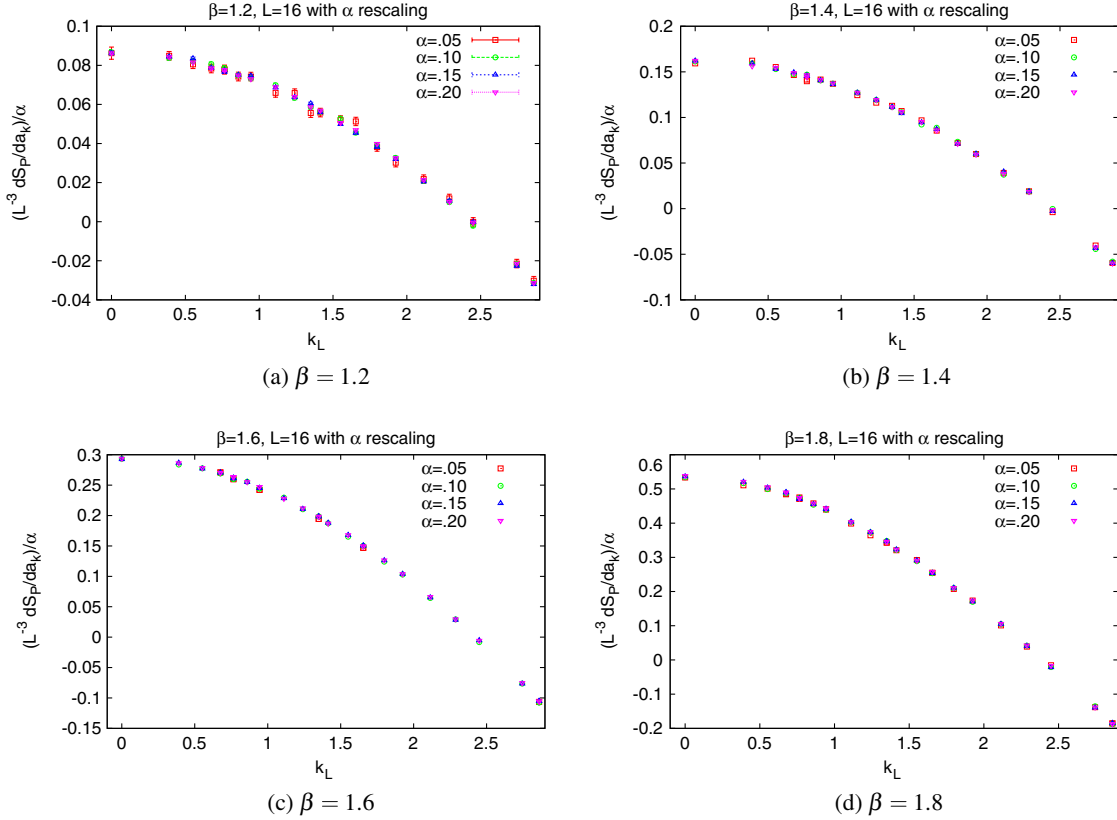 β=1.2, L=16 with α rescaling
(L⁻³ dS_P/da_k)/α
0.1
0.08
0.06
0.04
0.02
0
-0.02
-0.04
α=.05
α=.10
α=.15
α=.20
0 0.5 1 1.5 2 2.5
k_L
(a) β = 1.2
β=1.4, L=16 with α rescaling
(L⁻³ dS_P/da_k)/α
0.2
0.15
0.1
0.05
0
-0.05
-0.1
α=.05
α=.10
α=.15
α=.20
0 0.5 1 1.5 2 2.5
k_L
(b) β = 1.4
β=1.6, L=16 with α rescaling
(L⁻³ dS_P/da_k)/α
0.3
0.25
0.2
0.15
0.1
0.05
0
-0.05
-0.1
-0.15
α=.05
α=.10
α=.15
α=.20
0 0.5 1 1.5 2 2.5
k_L
(c) β = 1.6
β=1.8, L=16 with α rescaling
(L⁻³ dS_P/da_k)/α
0.6
0.5
0.4
0.3
0.2
0.1
0
-0.1
-0.2
α=.05
α=.10
α=.15
α=.20
0 0.5 1 1.5 2 2.5
k_L
(d) β = 1.8